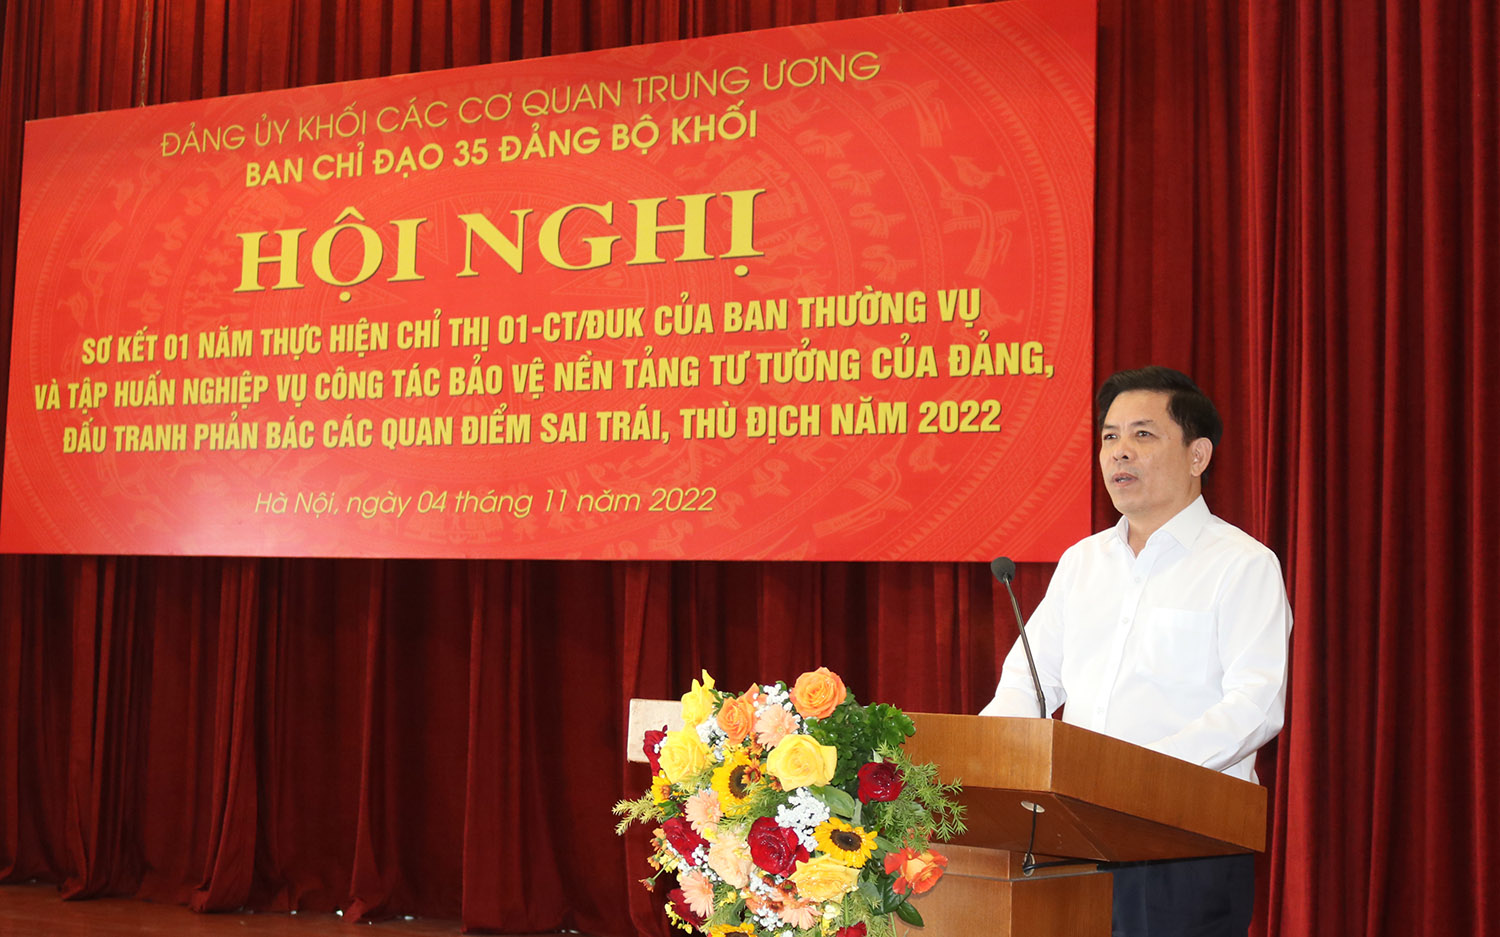 ĐẢNG ỦY KHỐI CÁC CƠ QUAN TRUNG ƯƠNG
BAN CHỈ ĐẠO 35 ĐẢNG BỘ KHỐI
HỘI NGHỊ
SƠ KẾT 01 NĂM THỰC HIỆN CHỈ THỊ 01-CT/ĐUK CỦA BAN THƯỜNG VỤ
VÀ TẬP HUẤN NGHIỆP VỤ CÔNG TÁC BẢO VỆ NỀN TẢNG TƯ TƯỞNG CỦA ĐẢNG,
ĐẤU TRANH PHẢN BÁC CÁC QUAN ĐIỂM SAI TRÁI, THÙ ĐỊCH NĂM 2022
Hà Nội, ngày 04 tháng 11 năm 2022